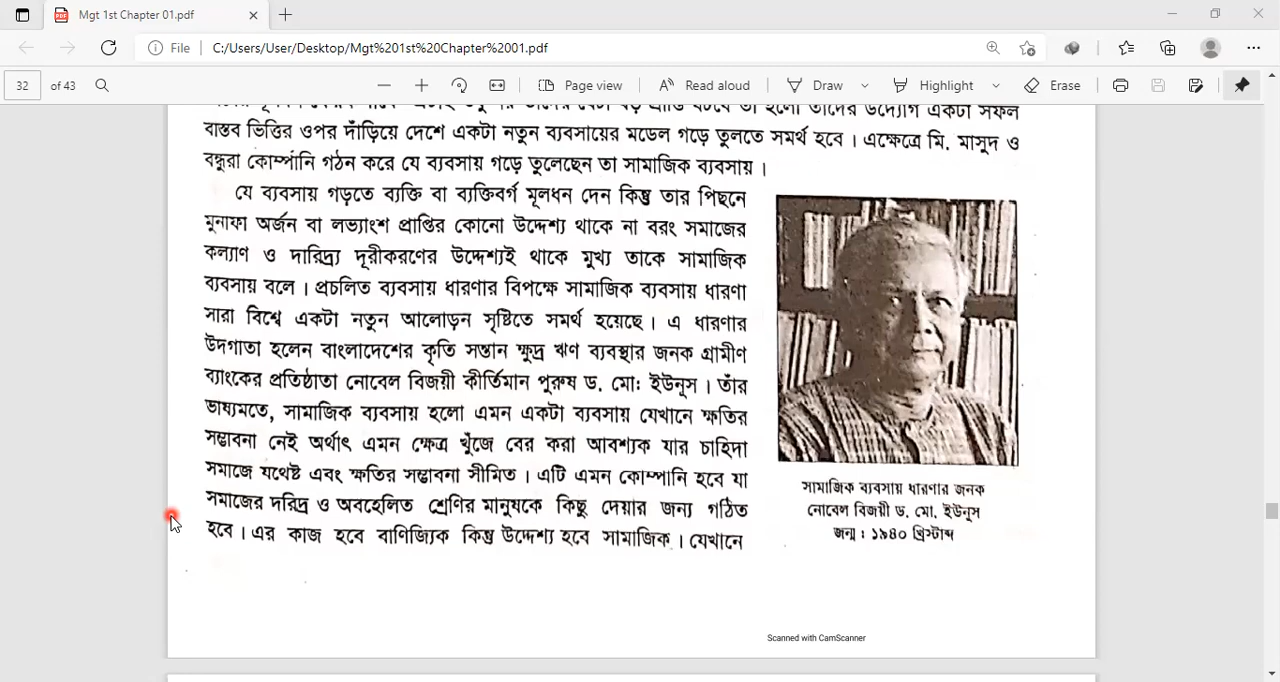 Mgt 1st Chapter 01.pdf
File C:/Users/User/Desktop/Mgt%201st%20Chapter%2001.pdf
32 of 43 Page view Read aloud Draw Highlight Erase
একটা সফল
বাস্তব ভিত্তির ওপর দাঁড়িয়ে দেশে একটা নতুন ব্যবসায়ের মডেল গড়ে তুলতে সমর্থ হবে। এক্ষেত্রে মি. মাসুদ ও
বন্ধুরা কোম্পানি গঠন করে যে ব্যবসায় গড়ে তুলেছেন তা সামাজিক ব্যবসায়।
যে ব্যবসায় গড়তে ব্যক্তি বা ব্যক্তিবর্গ মূলধন দেন কিন্তু তার পিছনে
মুনাফা অর্জন বা লভ্যাংশ প্রাপ্তির কোনো উদ্দেশ্য থাকে না বরং সমাজের
কল্যাণ ও দারিদ্র্য দূরীকরণের উদ্দেশ্যই থাকে মুখ্য তাকে সামাজিক
ব্যবসায় বলে। প্রচলিত ব্যবসায় ধারণার বিপক্ষে সামাজিক ব্যবসায় ধারণা
সারা বিশ্বে একটা নতুন আলোড়ন সৃষ্টিতে সমর্থ হয়েছে। এ ধারণার
উদগাতা হলেন বাংলাদেশের কৃতি সন্তান ক্ষুদ্র ঋণ ব্যবস্থার জনক গ্রামীণ
ব্যাংকের প্রতিষ্ঠাতা নোবেল বিজয়ী কীর্তিমান পুরুষ ড. মো: ইউনূস। তাঁর
ভাষ্যমতে, সামাজিক ব্যবসায় হলো এমন একটা ব্যবসায় যেখানে ক্ষতির
সম্ভাবনা নেই অর্থাৎ এমন ক্ষেত্র খুঁজে বের করা আবশ্যক যার চাহিদা
সমাজে যথেষ্ট এবং ক্ষতির সম্ভাবনা সীমিত। এটি এমন কোম্পানি হবে যা
সমাজের দরিদ্র ও অবহেলিত শ্রেণির মানুষকে কিছু দেয়ার জন্য গঠিত
হবে। এর কাজ হবে বাণিজ্যিক কিন্তু উদ্দেশ্য হবে সামাজিক। যেখানে
সামাজিক ব্যবসায় ধারণার জনক
নোবেল বিজয়ী ড. মো. ইউনূস
জন্ম : ১৯৪০ খ্রিস্টাব্দ
Scanned with CamScanner